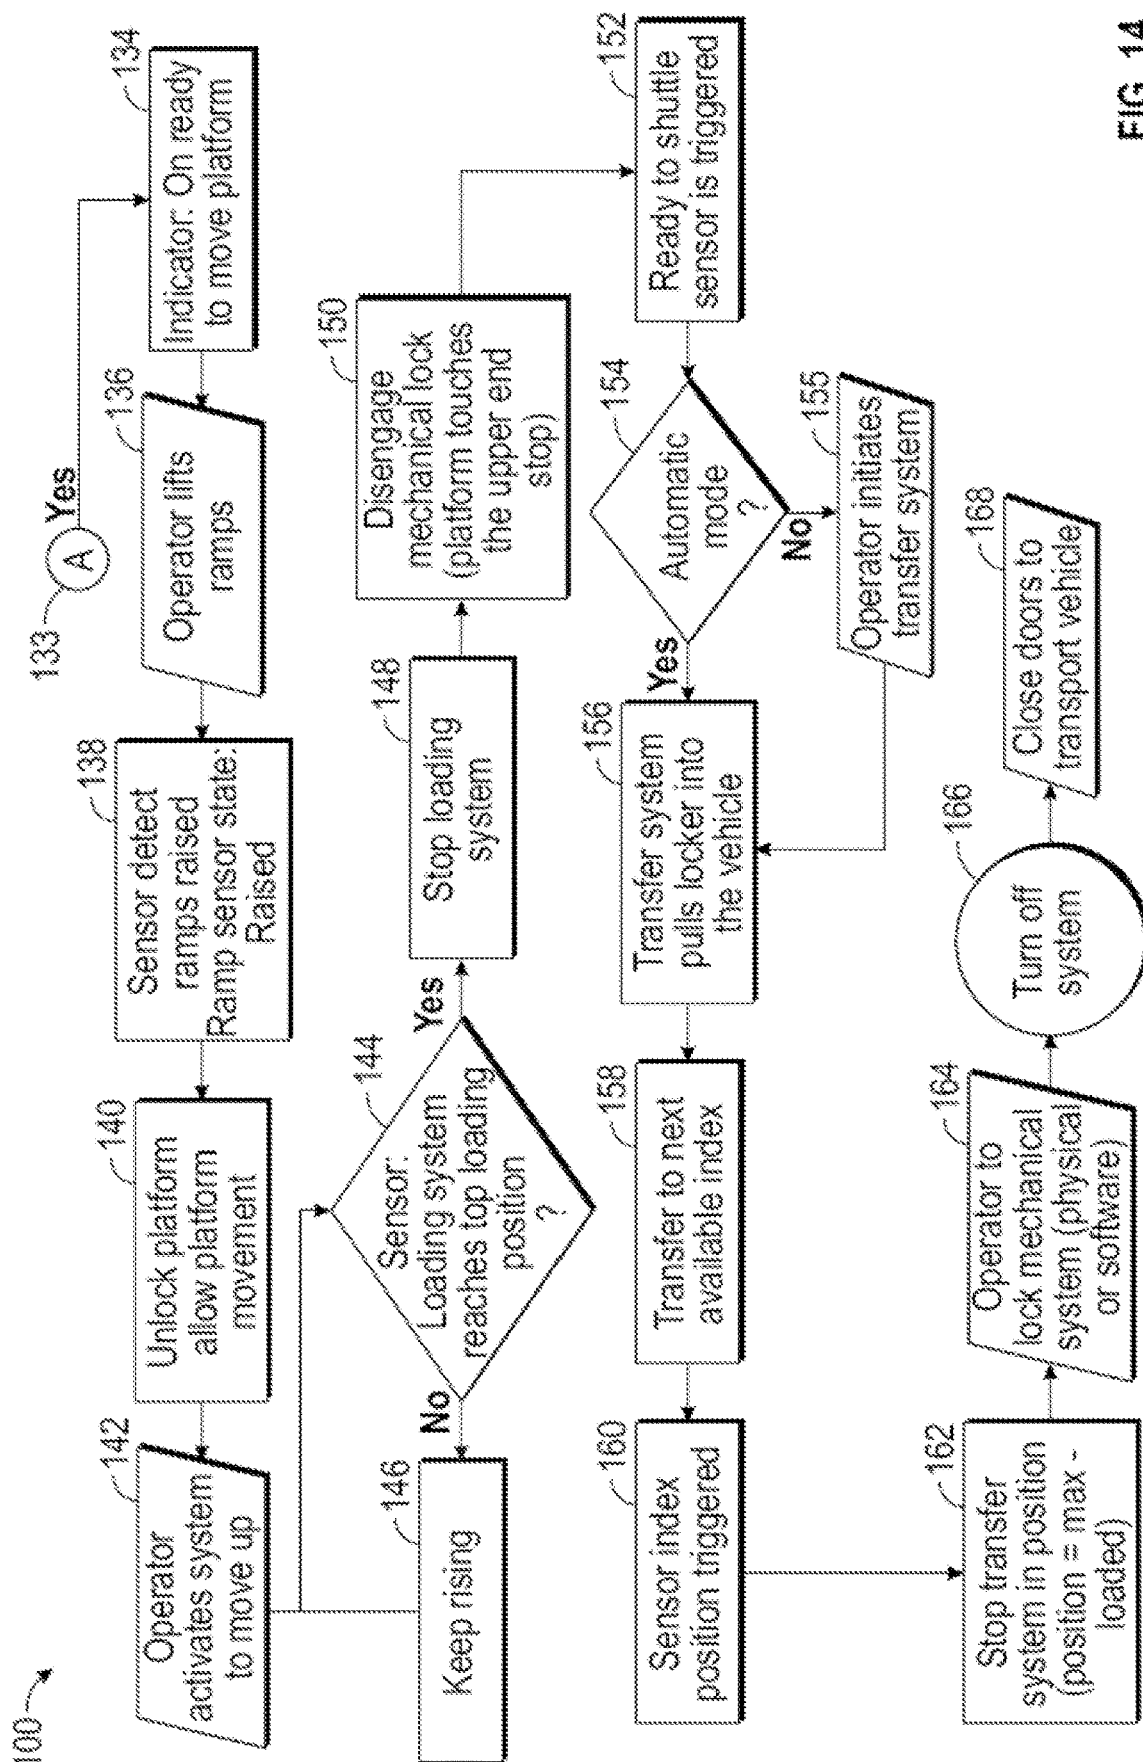 100
133
A
Yes
134
Indicator: On ready
to move platform
136
Operator lifts
ramps
138
Sensor detect
ramps raised
Ramp sensor state:
Raised
140
Unlock platform
allow platform
movement
142
Operator
activates system
to move up
144
Sensor:
Loading system
reaches top loading
position
?
No
Yes
146
Keep rising
148
Stop loading
system
150
Disengage
mechanical lock
(platform touches
the upper end
stop)
152
Ready to shuttle
sensor is triggered
154
Automatic
mode
?
No
Yes
155
Operator initiates
transfer system
156
Transfer system
pulls locker into
the vehicle
158
Transfer to next
available index
160
Sensor index
position triggered
162
Stop transfer
system in position
(position = max -
loaded)
164
Operator to
lock mechanical
system (physical
or software)
166
Turn off
system
168
Close doors to
transport vehicle
FIG. 14